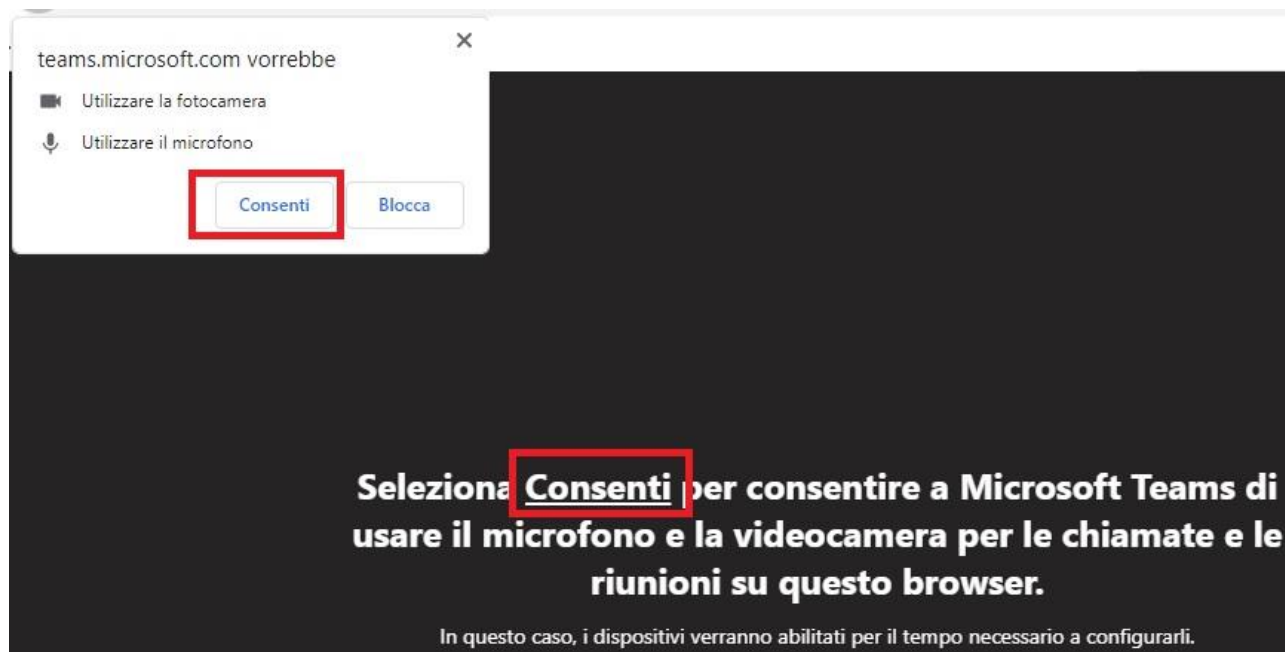 teams.microsoft.com vorrebbe
Utilizzare la fotocamera
Utilizzare il microfono
Consenti Blocca
Seleziona Consenti per consentire a Microsoft Teams di
usare il microfono e la videocamera per le chiamate e le
riunioni su questo browser.
In questo caso, i dispositivi verranno abilitati per il tempo necessario a configurarli.